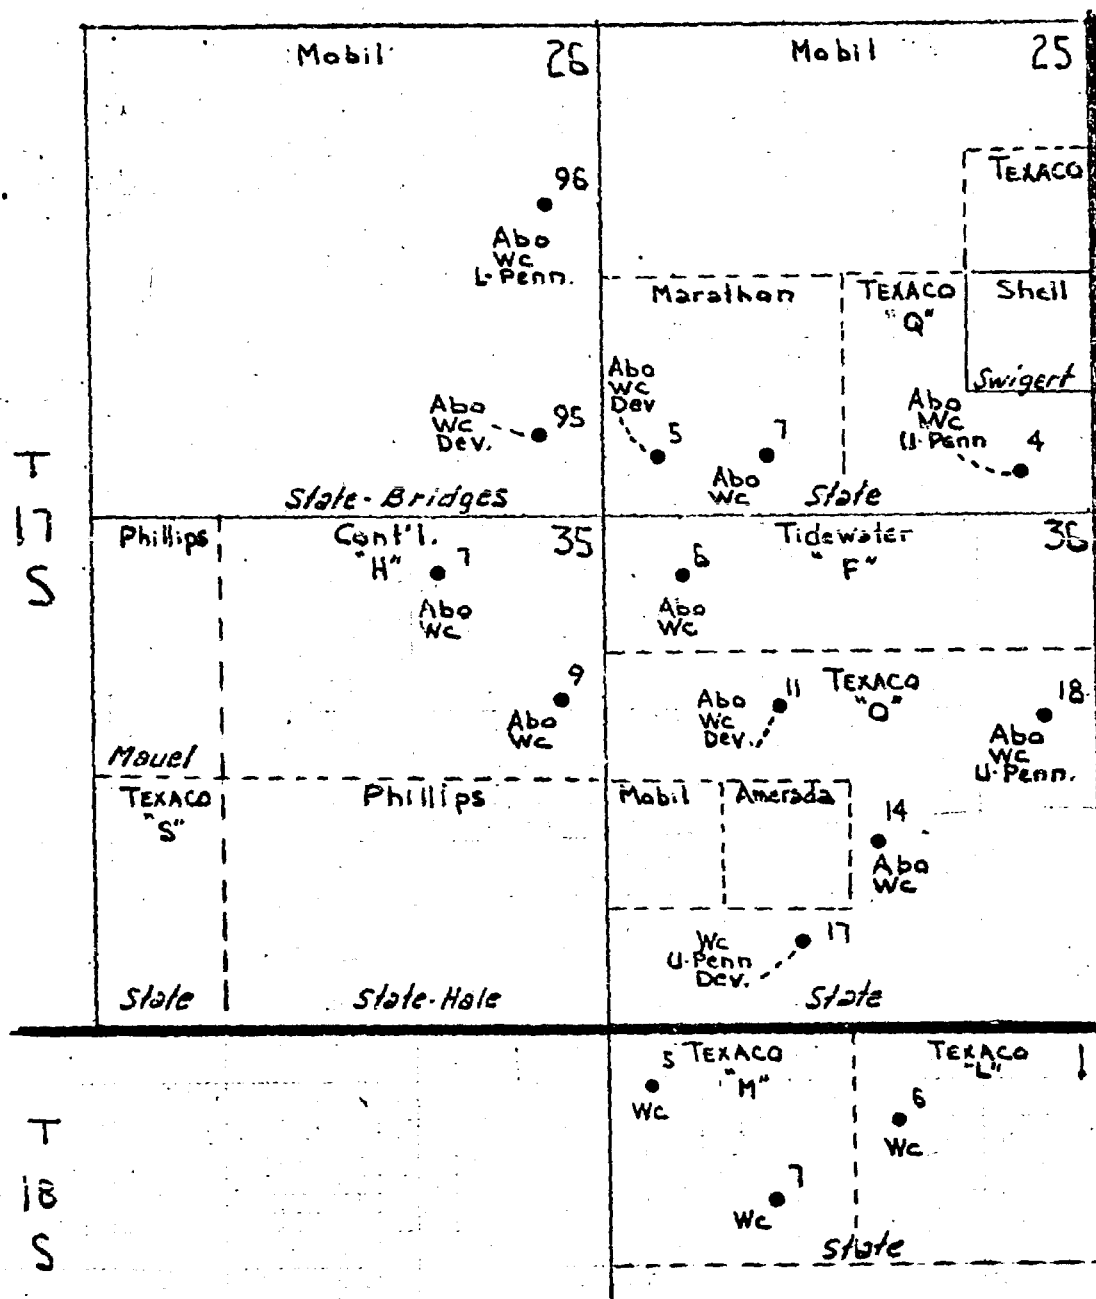 Mobil
26
Mobil
25
TEXACO
96
Abo
Wc
L-Penn.
Marathon
TEXACO
"Q"
Shell
Swigert
Abo
Wc
Dev.
95
Abo
Wc
Dev
5
7
Abo
Wc
Abo
Wc
U-Penn
4
State-Bridges
State
T
17
S
Phillips
Cont'l.
"H"
35
7
Abo
Wc
9
Abo
Wc
Mauel
Tidewater
"F"
36
6
Abo
Wc
TEXACO
"O"
11
Abo
Wc
Dev.
18
Abo
Wc
U-Penn.
TEXACO
"S"
Phillips
Mobil
Amerada
14
Abo
Wc
Wc
U-Penn
Dev.
17
State
State-Hale
State
T
18
S
5
TEXACO
"M"
Wc
TEXACO
"L"
1
6
Wc
7
Wc
State